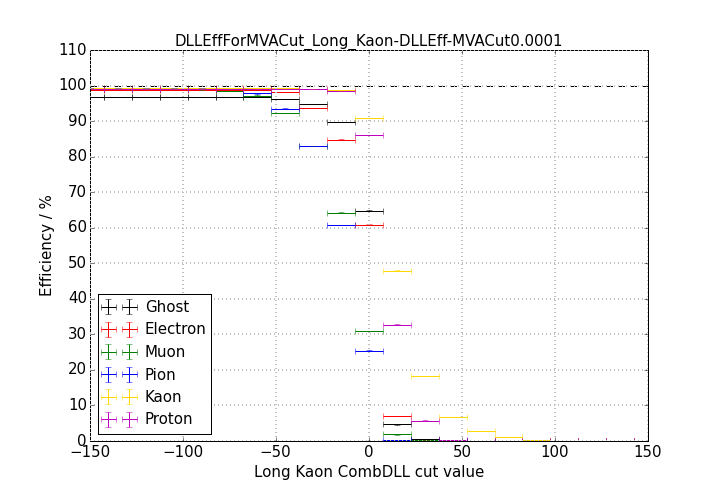 DLLEffForMVACut_Long_Kaon-DLLEff-MVACut0.0001
110
100
90
80
70
60
50
40
30
20
10
0
Efficiency / %
Ghost
Electron
Muon
Pion
Kaon
Proton
−150 −100 −50 0 50 100 150
Long Kaon CombDLL cut value